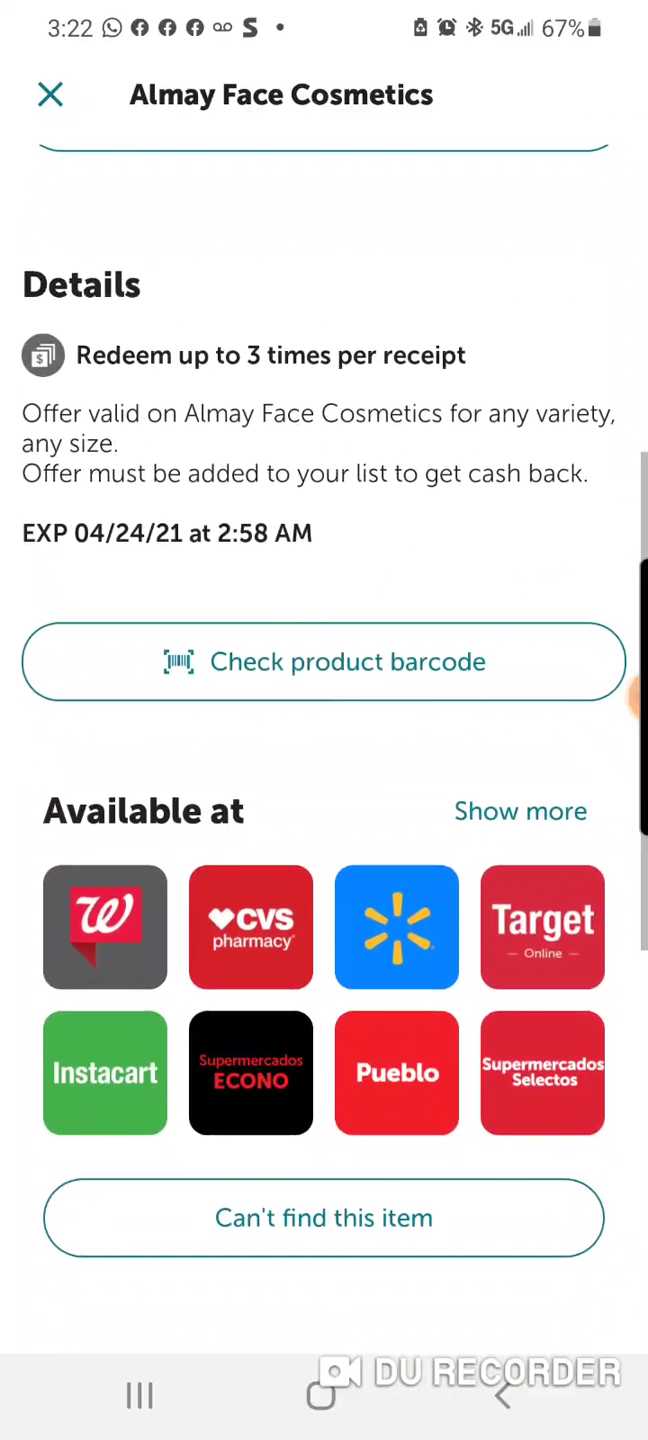 3:22 5G 67%
Almay Face Cosmetics
Details
Redeem up to 3 times per receipt
Offer valid on Almay Face Cosmetics for any variety,
any size.
Offer must be added to your list to get cash back.
EXP 04/24/21 at 2:58 AM
Check product barcode
Available at Show more
W
CVS
pharmacy
Target
Online
Instacart
Supermercados
ECONO
Pueblo
Supermercados
Selectos
Can't find this item
DU RECORDER